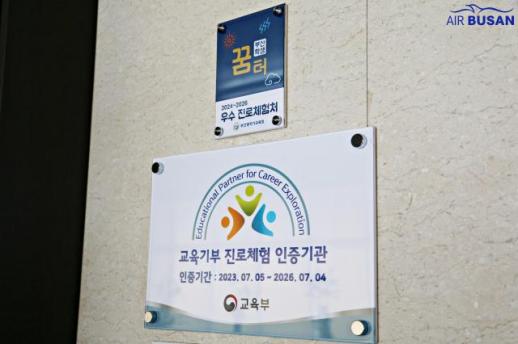 AIR BUSAN
부산
학생
꿈
터
2024~2026
우수 진로체험처
Educational Partner for Career Exploration
교육기부 진로체험 인증기관
인증기간 : 2023. 07. 05 ~ 2026. 07. 04
교육부